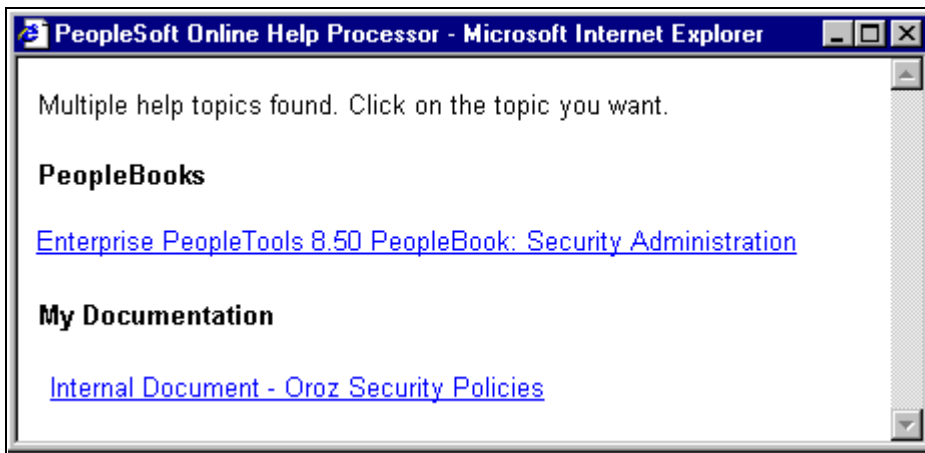 PeopleSoft Online Help Processor - Microsoft Internet Explorer
Multiple help topics found. Click on the topic you want.
PeopleBooks
Enterprise PeopleTools 8.50 PeopleBook: Security Administration
My Documentation
Internal Document - Oroz Security Policies